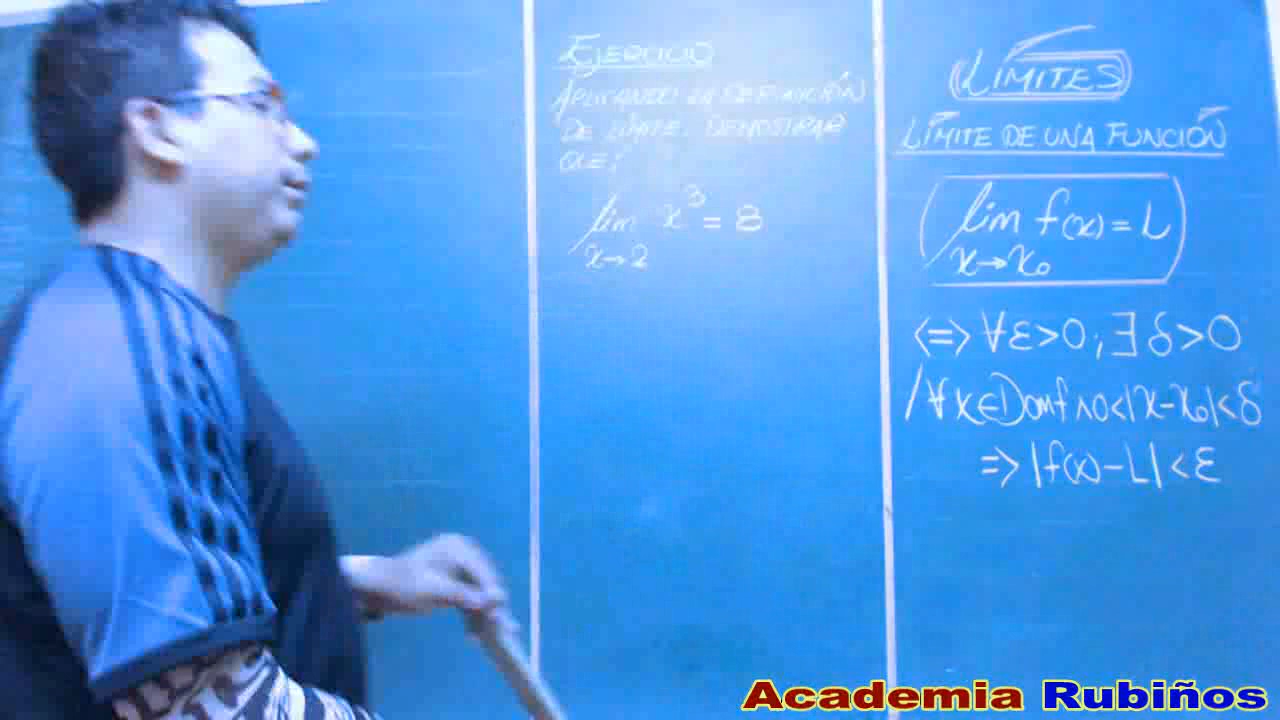 EJERCICIO
APLICANDO LA DEFINICIÓN
DE LÍMITE. DEMOSTRAR
QUE:
lim x³ = 8
x→2
LÍMITES
LÍMITE DE UNA FUNCIÓN
lim f(x) = L
x→x₀
<=> ∀ε>0; ∃ δ>0
/∀x∈Domf ∧ 0<|x-x₀|<δ
=> |f(x)-L|<ε
Academia Rubiños